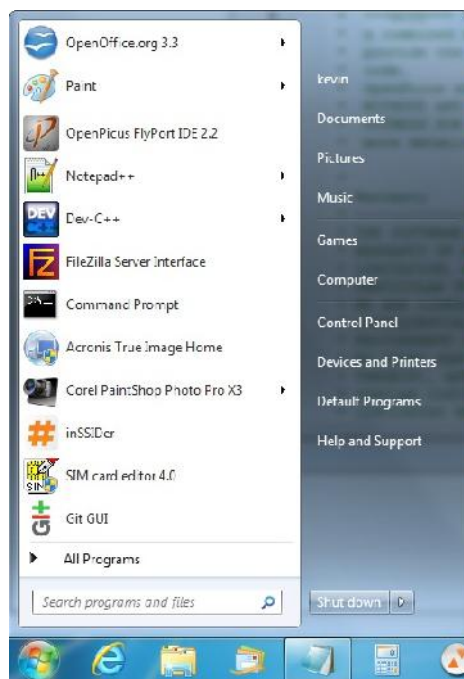 OpenOffice.org 3.3
Paint
OpenPicus FlyPort IDE 2.2
Notepad++
DEV
Dev-C++
FileZilla Server Interface
Command Prompt
Acronis True Image Home
Corel PaintShop Photo Pro X3
inSSIDer
SIM
SIM card editor 4.0
Git GUI
All Programs
Search programs and files
kevin
Documents
Pictures
Music
Games
Computer
Control Panel
Devices and Printers
Default Programs
Help and Support
Shut down